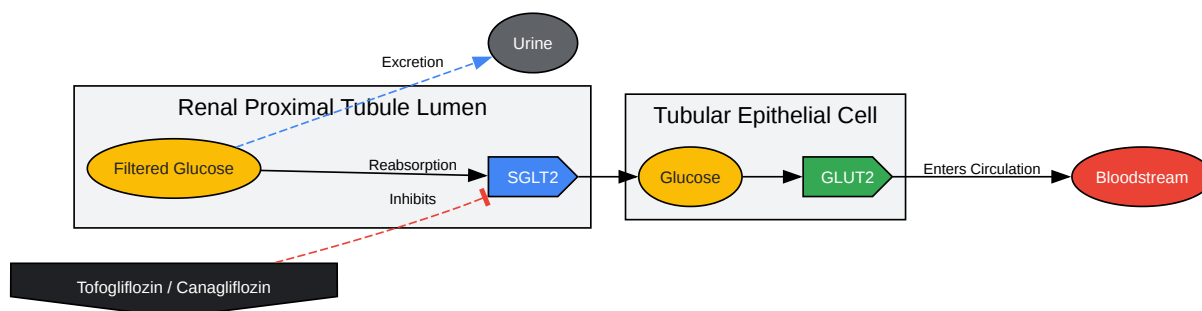 Urine
Excretion
Renal Proximal Tubule Lumen
Tubular Epithelial Cell
Filtered Glucose
Reabsorption
SGLT2
Glucose
GLUT2
Enters Circulation
Bloodstream
Inhibits
Tofogliflozin / Canagliflozin